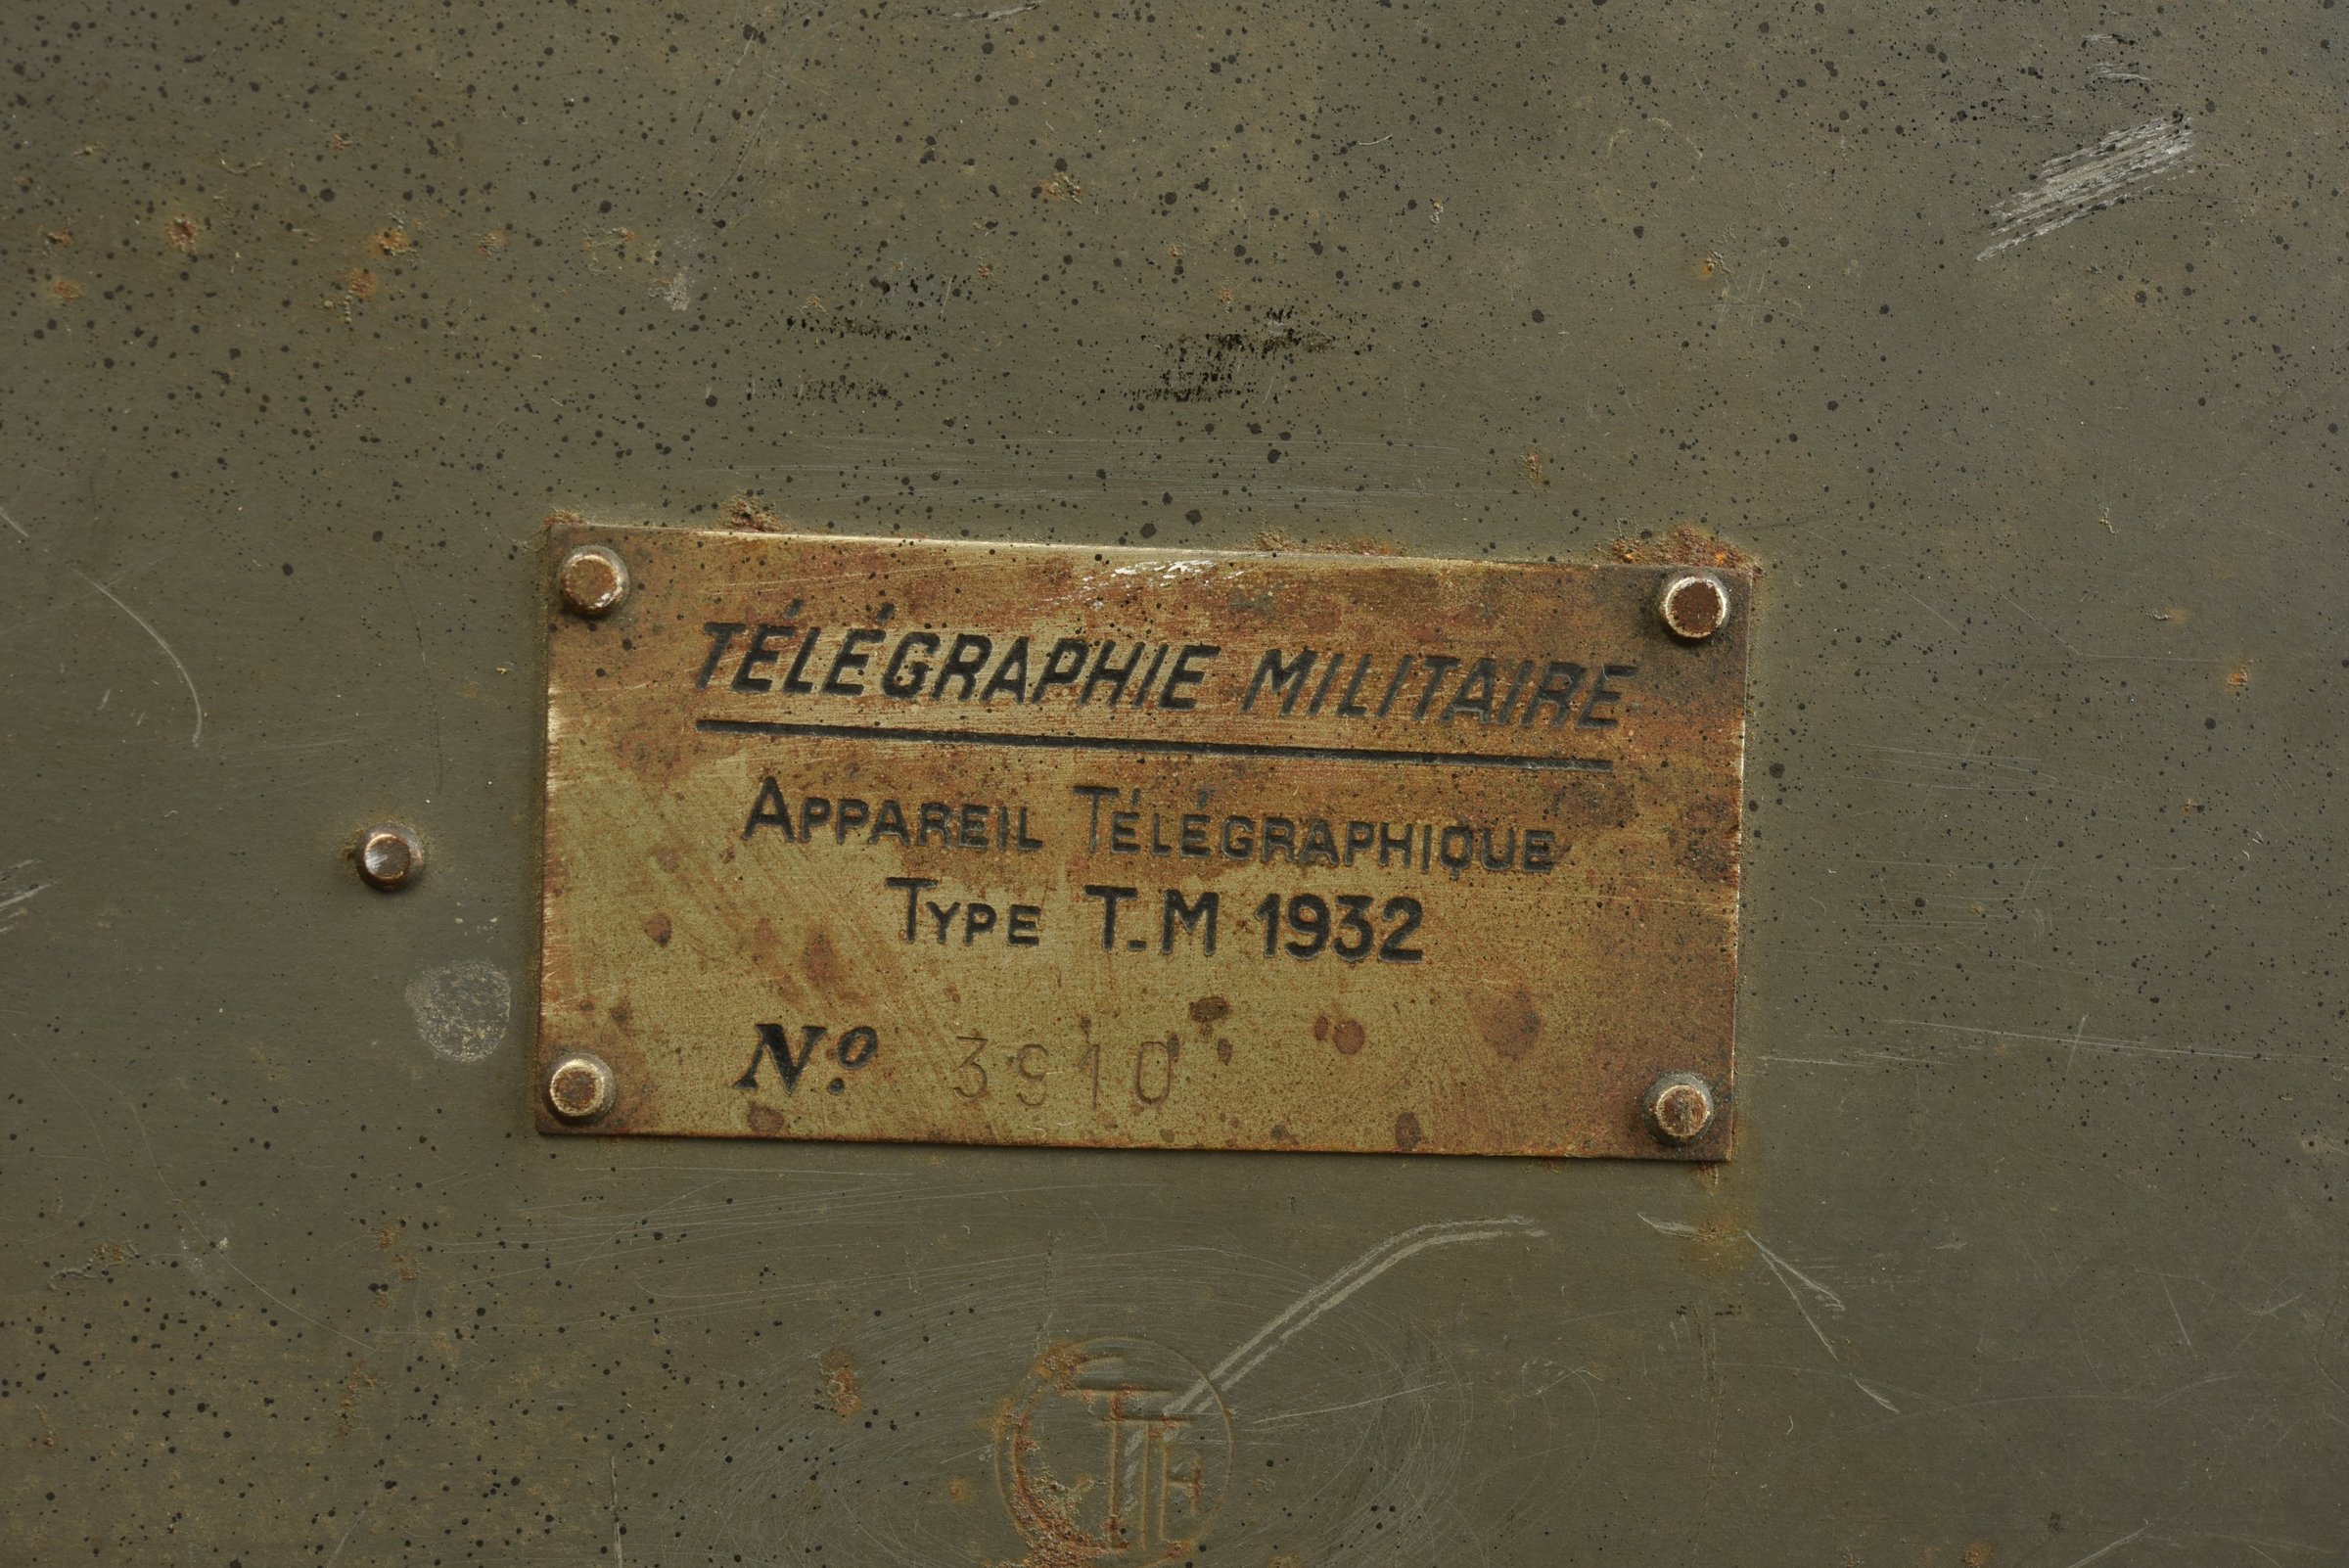 TÉLÉGRAPHIE MILITAIRE
APPAREIL TÉLÉGRAPHIQUE
TYPE T-M 1932
Nº 3910